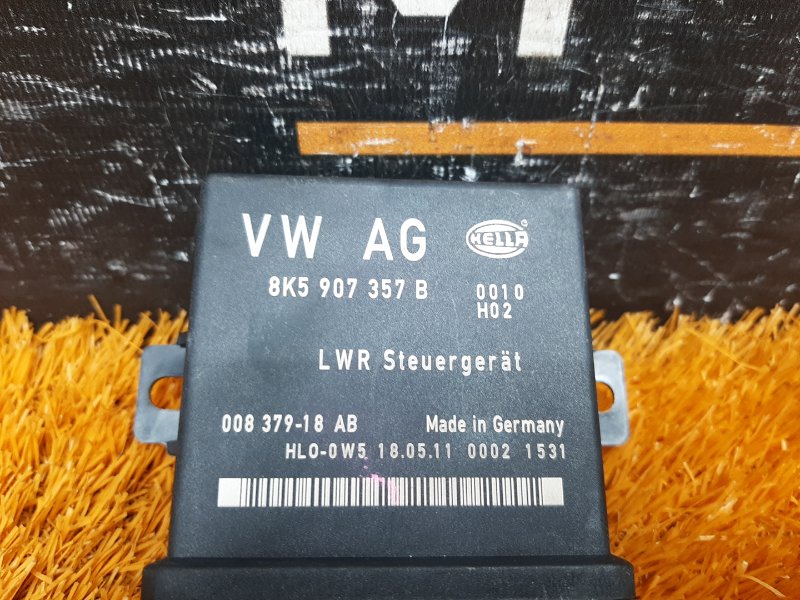 VW AG HELLA
8K5 907 357 B 0010
H02
LWR Steuergerät
008 379-18 AB Made in Germany
HLO-0W5 18.05.11 0002 1531